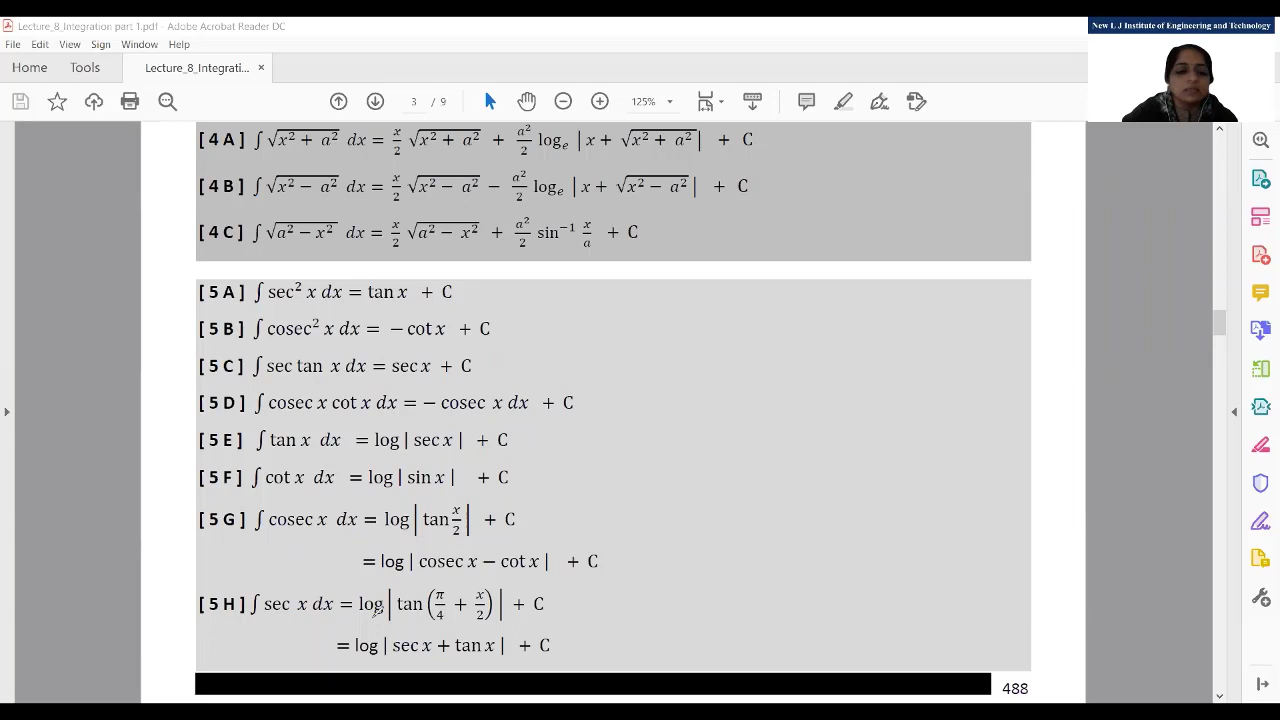 Lecture_8_Integration part 1.pdf - Adobe Acrobat Reader DC
New L J Institute of Engineering and Technology
File Edit View Sign Window Help
Home Tools Lecture_8_Integrati... ×
3 / 9 125%
[ 4 A ] ∫ √(x² + a²) dx = x/2 √(x² + a²) + a²/2 logₑ | x + √(x² + a²) | + C
[ 4 B ] ∫ √(x² − a²) dx = x/2 √(x² − a²) − a²/2 logₑ | x + √(x² − a²) | + C
[ 4 C ] ∫ √(a² − x²) dx = x/2 √(a² − x²) + a²/2 sin⁻¹ x/a + C
[ 5 A ] ∫ sec² x dx = tan x + C
[ 5 B ] ∫ cosec² x dx = − cot x + C
[ 5 C ] ∫ sec tan x dx = sec x + C
[ 5 D ] ∫ cosec x cot x dx = − cosec x dx + C
[ 5 E ] ∫ tan x dx = log | sec x | + C
[ 5 F ] ∫ cot x dx = log | sin x | + C
[ 5 G ] ∫ cosec x dx = log | tan x/2 | + C
= log | cosec x − cot x | + C
[ 5 H ] ∫ sec x dx = log | tan (π/4 + x/2) | + C
= log | sec x + tan x | + C
488